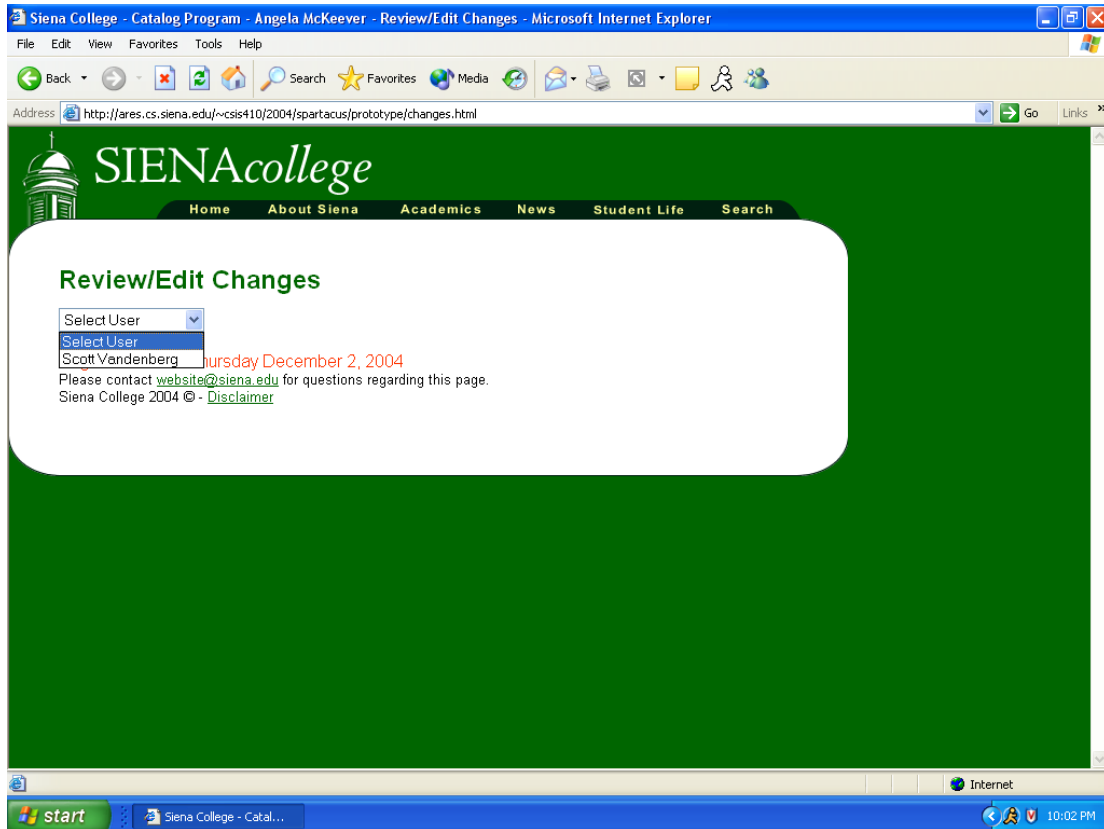 Siena College - Catalog Program - Angela McKeever - Review/Edit Changes - Microsoft Internet Explorer
File Edit View Favorites Tools Help
Back Search Favorites Media
Address http://ares.cs.siena.edu/~csis410/2004/spartacus/prototype/changes.html Go Links »
SIENAcollege
Home About Siena Academics News Student Life Search
Review/Edit Changes
Select User
Select User
Scott Vandenberg
December 2, 2004
Please contact website@siena.edu for questions regarding this page.
Siena College 2004 © - Disclaimer
Internet
start Siena College - Catal... 10:02 PM